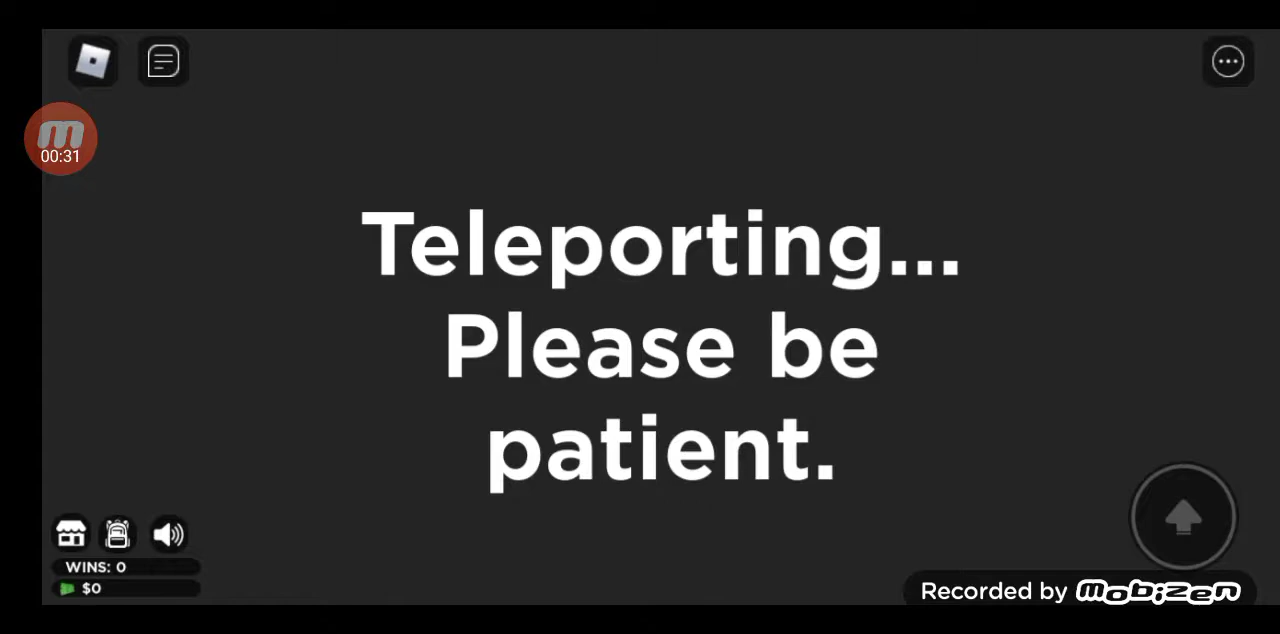 00:31
Teleporting...
Please be
patient.
WINS: 0
$0
Recorded by mobizen